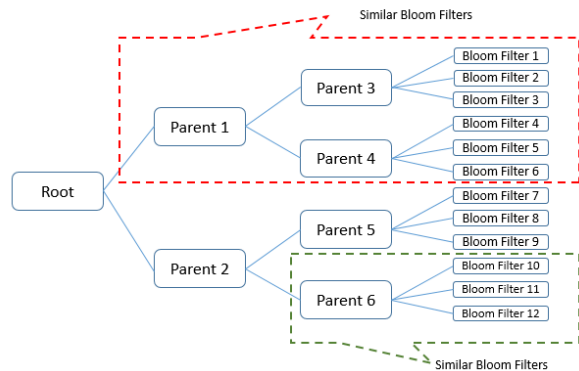 Similar Bloom Filters
Bloom Filter 1
Bloom Filter 2
Parent 3
Bloom Filter 3
Parent 1
Bloom Filter 4
Bloom Filter 5
Parent 4
Bloom Filter 6
Root
Bloom Filter 7
Bloom Filter 8
Parent 5
Bloom Filter 9
Parent 2
Bloom Filter 10
Bloom Filter 11
Parent 6
Bloom Filter 12
Similar Bloom Filters